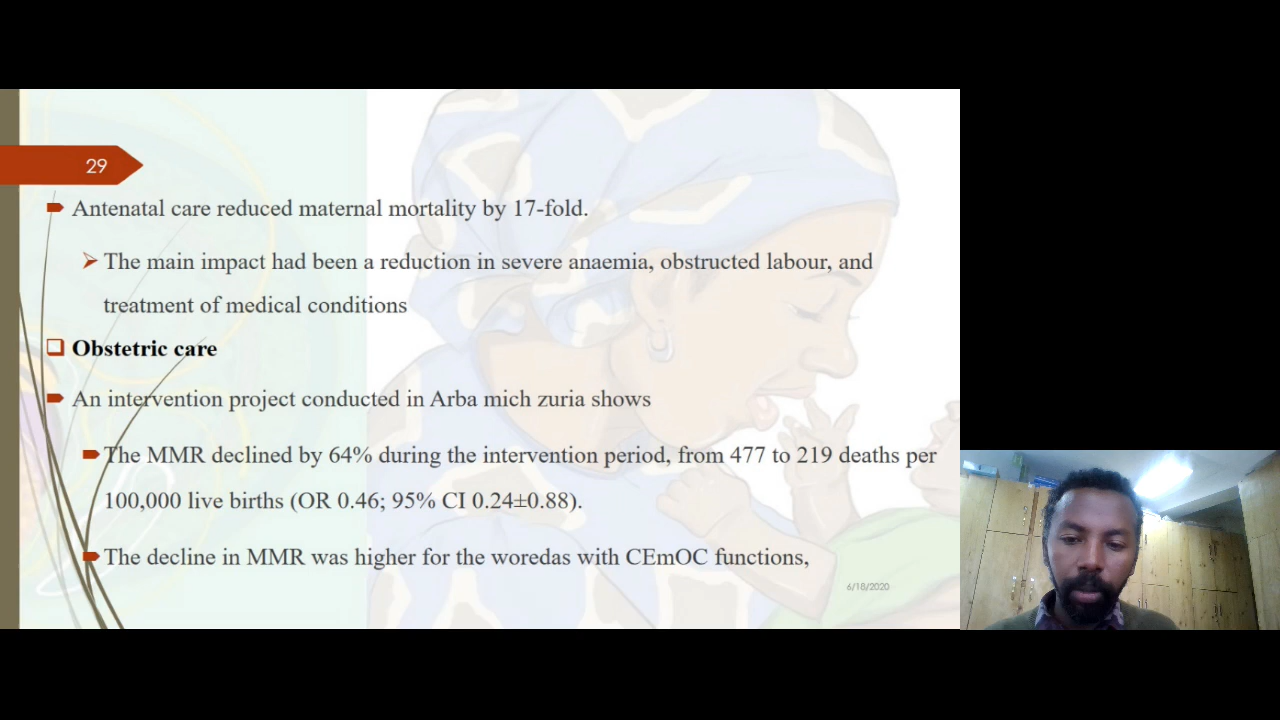 29
Antenatal care reduced maternal mortality by 17-fold.
The main impact had been a reduction in severe anaemia, obstructed labour, and
treatment of medical conditions
Obstetric care
An intervention project conducted in Arba mich zuria shows
The MMR declined by 64% during the intervention period, from 477 to 219 deaths per
100,000 live births (OR 0.46; 95% CI 0.24±0.88).
The decline in MMR was higher for the woredas with CEmOC functions,
6/18/2020